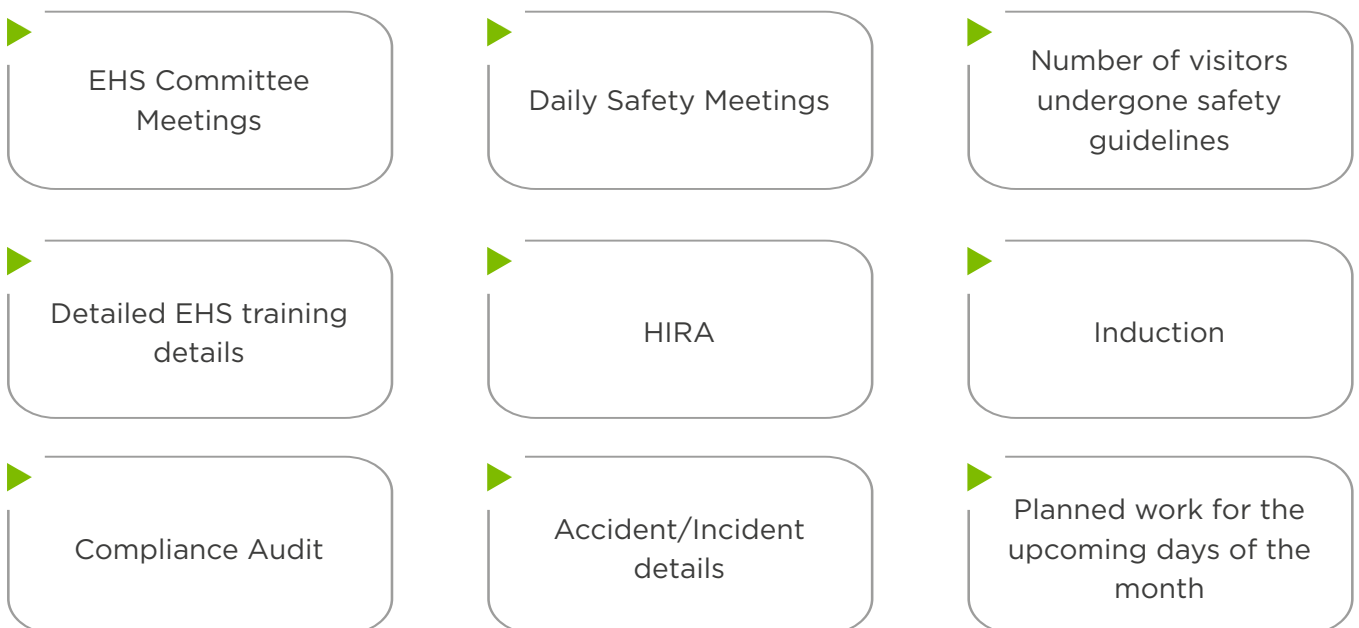 EHS Committee
Meetings
Daily Safety Meetings
Number of visitors
undergone safety
guidelines
Detailed EHS training
details
HIRA
Induction
Compliance Audit
Accident/Incident
details
Planned work for the
upcoming days of the
month